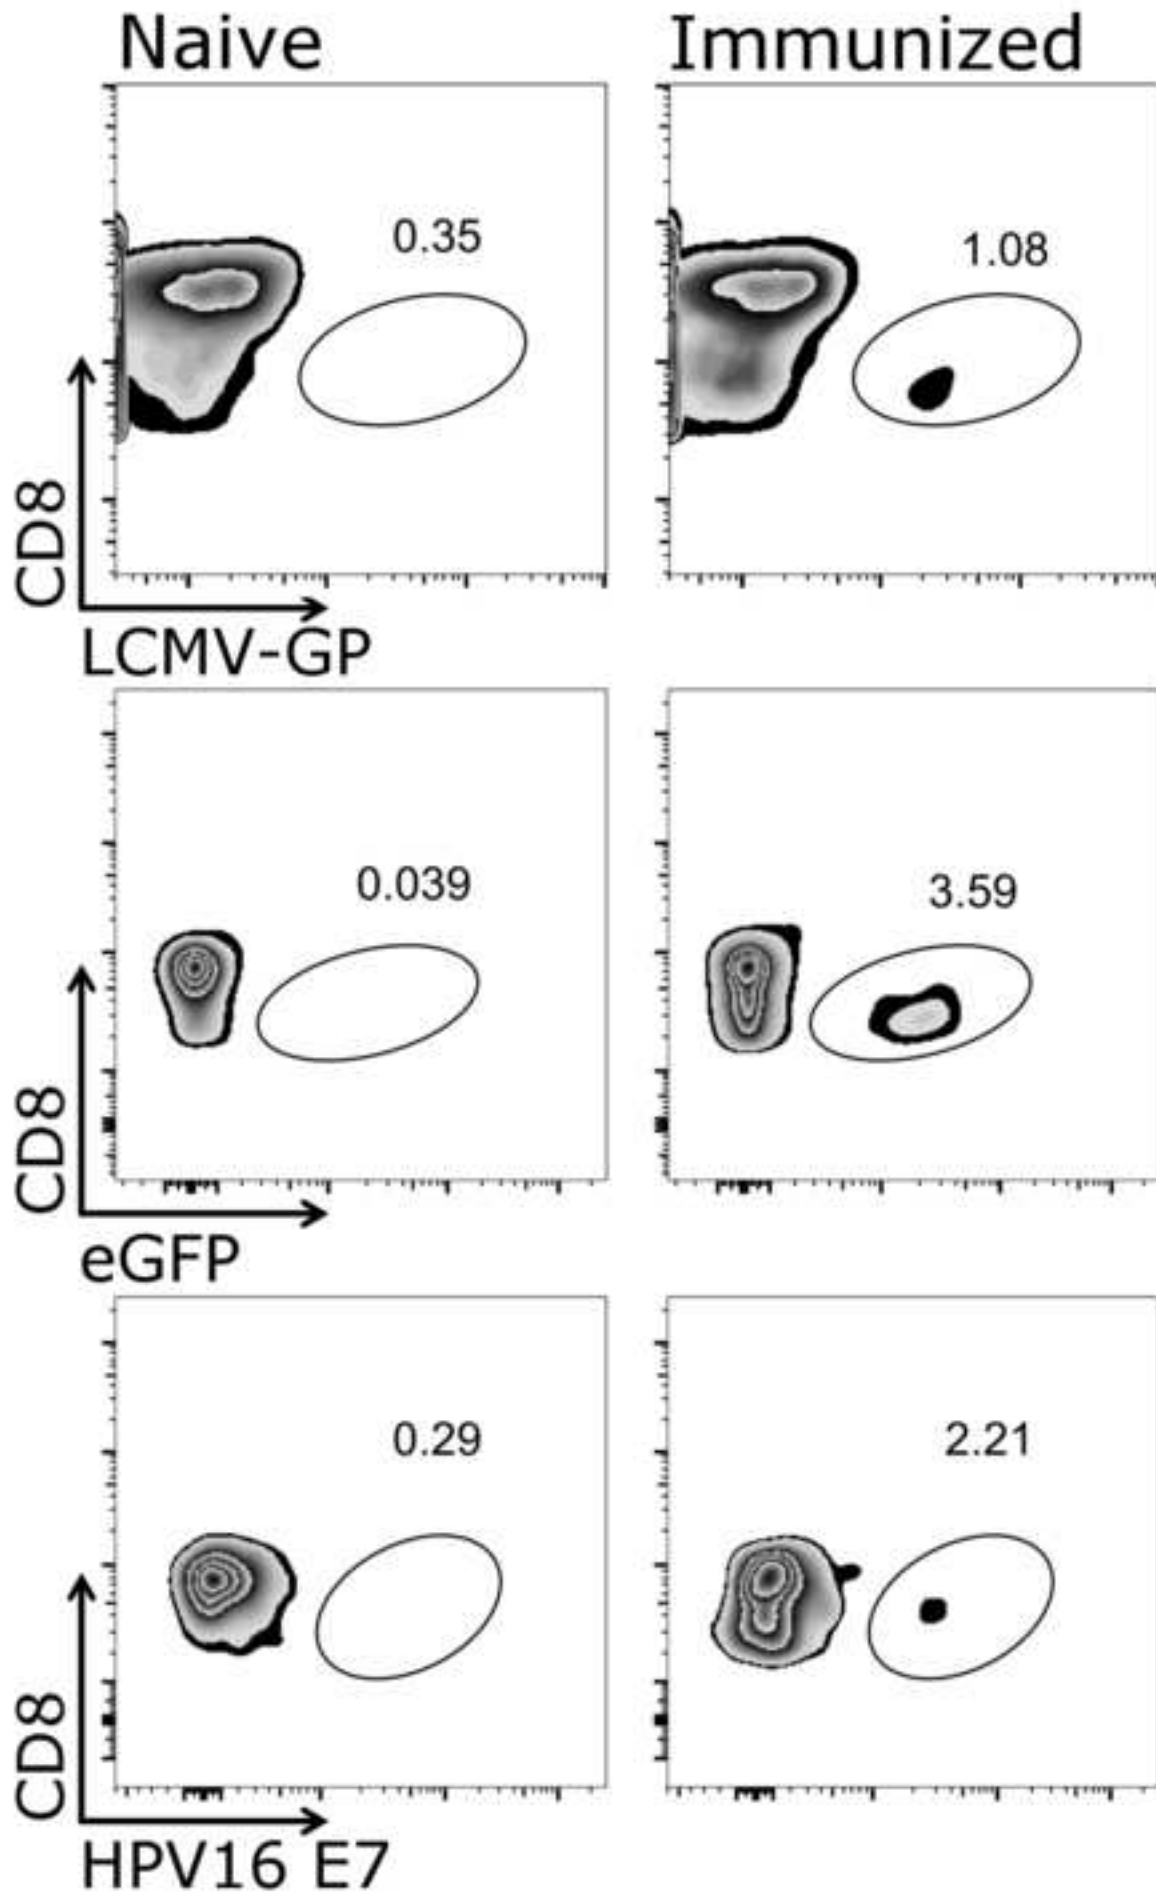 Naive Immunized
0.35 1.08
CD8
LCMV-GP
0.039 3.59
CD8
eGFP
0.29 2.21
CD8
HPV16 E7